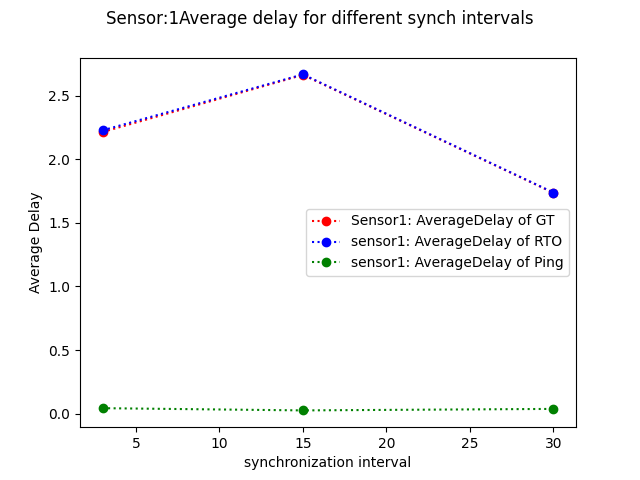 Sensor:1Average delay for different synch intervals
2.5
2.0
1.5
1.0
0.5
0.0
Average Delay
Sensor1: AverageDelay of GT
sensor1: AverageDelay of RTO
sensor1: AverageDelay of Ping
5 10 15 20 25 30
synchronization interval